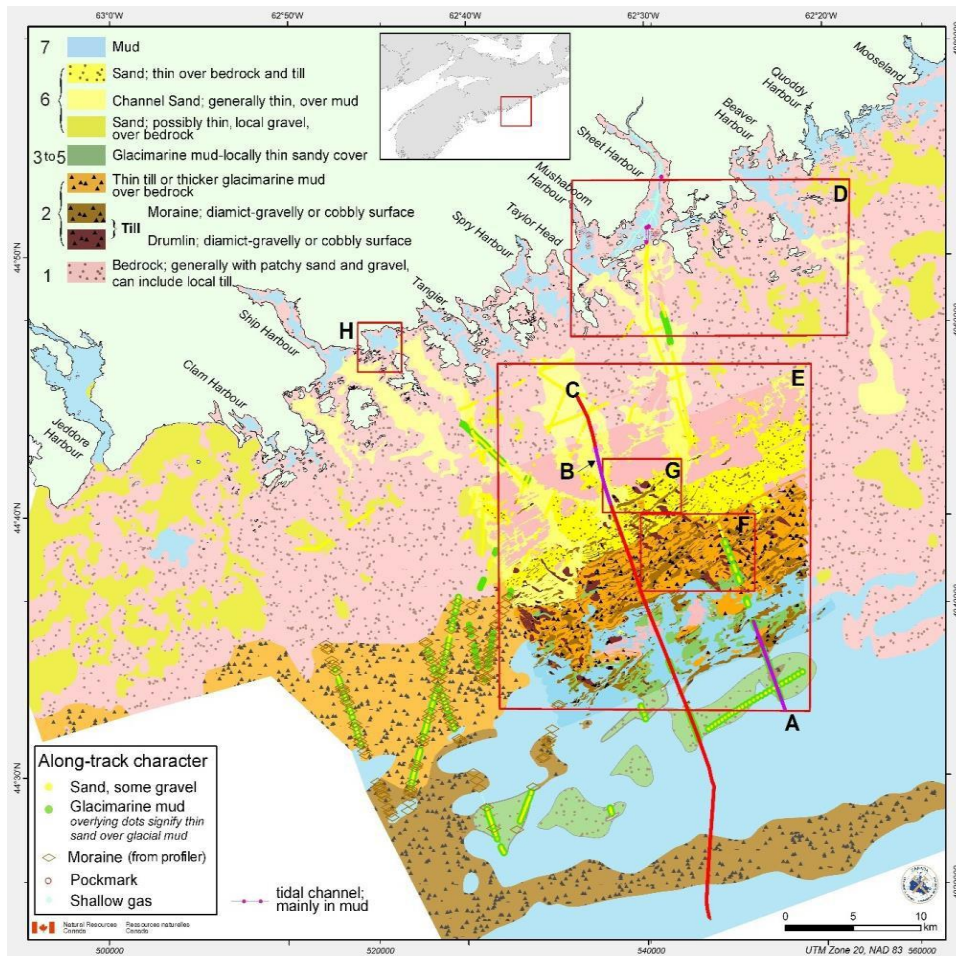 63°0'W 62°50'W 62°40'W 62°30'W 62°20'W
7 Mud
6 Sand; thin over bedrock and till
Channel Sand; generally thin, over mud
Sand; possibly thin, local gravel,
over bedrock
3 to 5 Glacimarine mud-locally thin sandy cover
2 Thin till or thicker glacimarine mud
over bedrock
Till Moraine; diamict-gravelly or cobbly surface
Drumlin; diamict-gravelly or cobbly surface
1 Bedrock; generally with patchy sand and gravel,
can include local till
Mooseland
Quoddy
Harbour
Beaver
Harbour
Sheet Harbour
Mushaboom
Harbour
Taylor Head
Spry Harbour
Tangier
Ship Harbour
Clam Harbour
Jeddore
Harbour
D
H
E
C
B
G
F
A
44°50'N
44°40'N
44°30'N
Along-track character
Sand, some gravel
Glacimarine mud
overlying dots signify thin
sand over glacial mud
Moraine (from profiler)
Pockmark
Shallow gas
tidal channel;
mainly in mud
Natural Resources
Canada
Ressources naturelles
Canada
0 5 10
km
UTM Zone 20, NAD 83
500000 520000 540000 560000